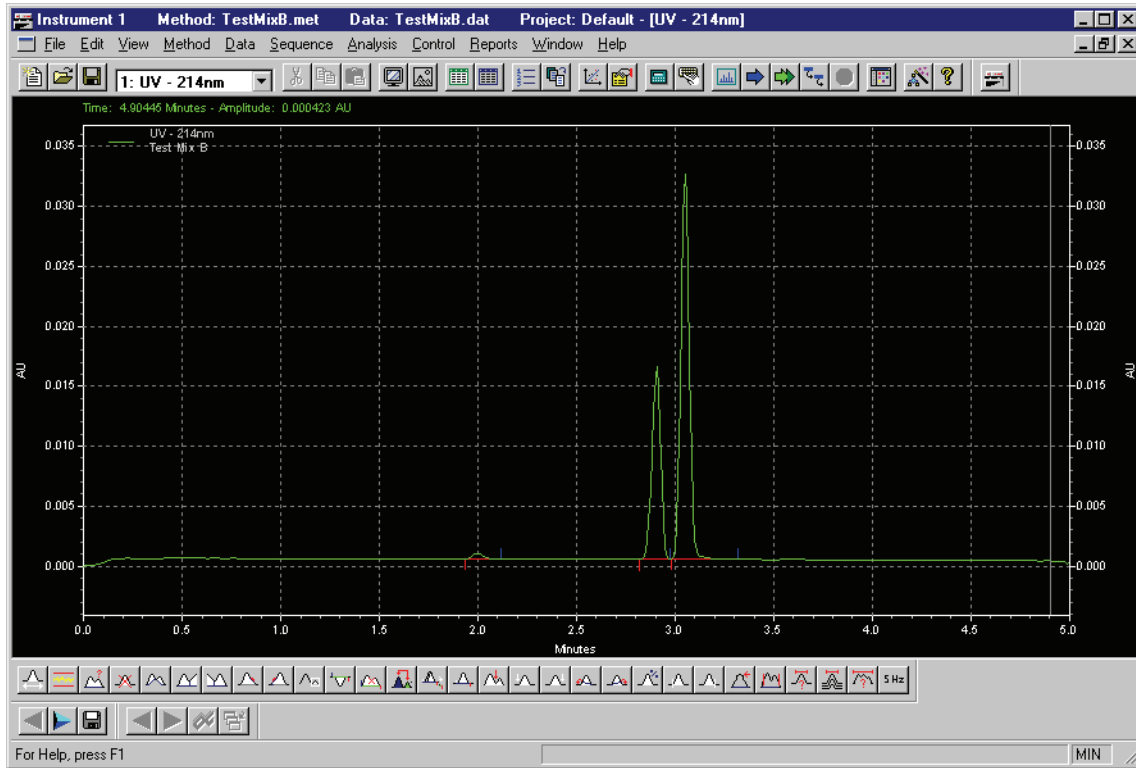 Instrument 1 Method: TestMixB.met Data: TestMixB.dat Project: Default - [UV - 214nm]
File Edit View Method Data Sequence Analysis Control Reports Window Help
1: UV - 214nm
Time: 4.90445 Minutes - Amplitude: 0.000423 AU
UV - 214nm
Test Mix B
0.035 0.035
0.030 0.030
0.025 0.025
0.020 0.020
AU AU
0.015 0.015
0.010 0.010
0.005 0.005
0.000 0.000
0.0 0.5 1.0 1.5 2.0 2.5 3.0 3.5 4.0 4.5 5.0
Minutes
5 Hz
For Help, press F1 MIN